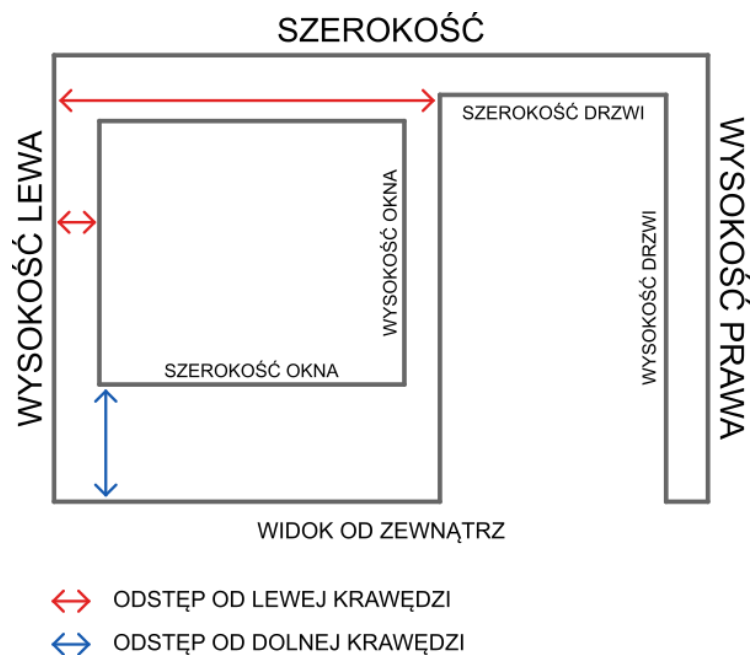 SZEROKOŚĆ
WYSOKOŚĆ LEWA
SZEROKOŚĆ DRZWI
WYSOKOŚĆ OKNA
SZEROKOŚĆ OKNA
WYSOKOŚĆ DRZWI
WYSOKOŚĆ PRAWA
WIDOK OD ZEWNĄTRZ
ODSTĘP OD LEWEJ KRAWĘDZI
ODSTĘP OD DOLNEJ KRAWĘDZI